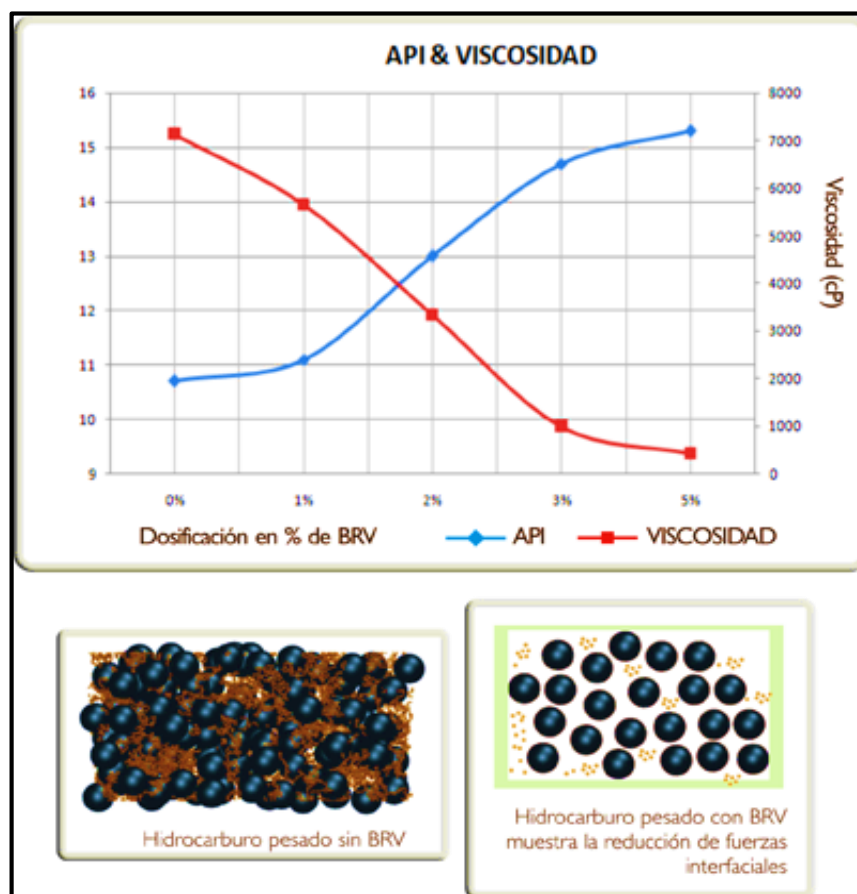 API & VISCOSIDAD
16
15
14
13
12
11
10
9
8000
7000
6000
5000
4000
3000
2000
1000
0
Viscosidad (cP)
0% 1% 2% 3% 5%
Dosificación en % de BRV API VISCOSIDAD
Hidrocarburo pesado sin BRV
Hidrocarburo pesado con BRV
muestra la reducción de fuerzas
interfaciales